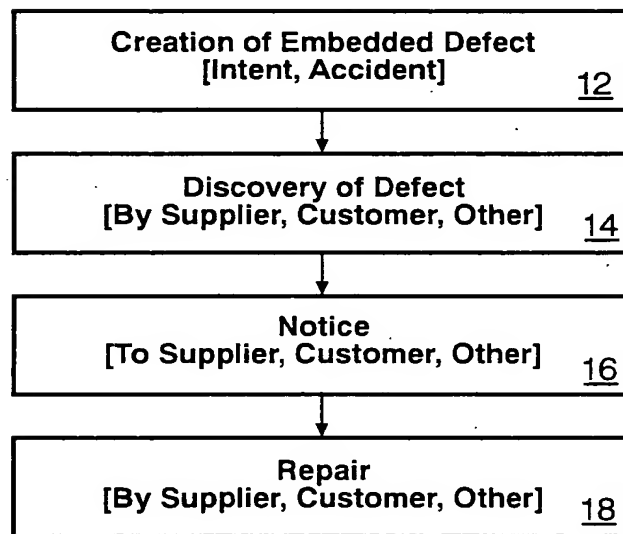 Creation of Embedded Defect
[Intent, Accident]
12
Discovery of Defect
[By Supplier, Customer, Other]
14
Notice
[To Supplier, Customer, Other]
16
Repair
[By Supplier, Customer, Other]
18